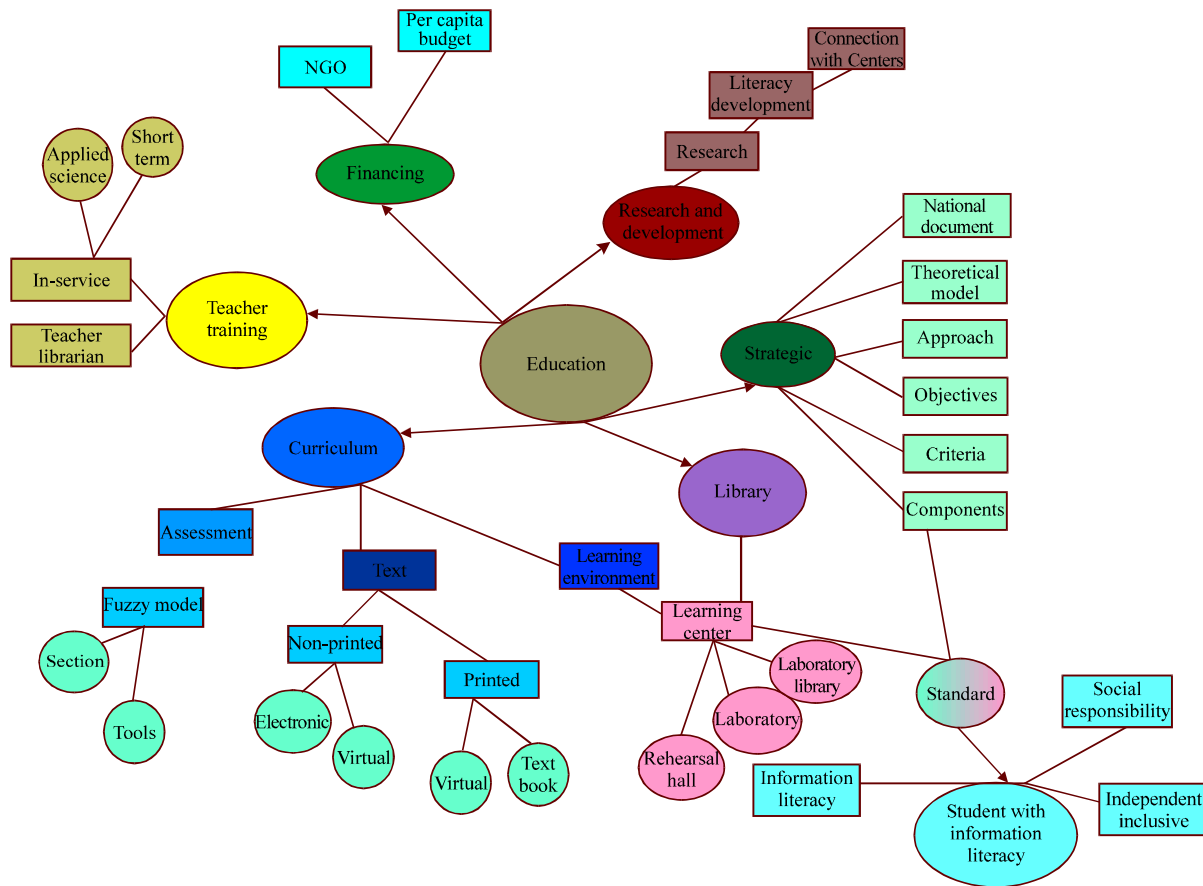 Per capita
budget
NGO
Connection
with Centers
Literacy
development
Research
Applied
science
Short
term
Financing
Research and
development
National
document
Theoretical
model
In-service
Teacher
training
Teacher
librarian
Education
Strategic
Approach
Objectives
Curriculum
Criteria
Library
Components
Assessment
Text
Learning
environment
Fuzzy model
Learning
center
Non-printed
Section
Printed
Laboratory
library
Standard
Social
responsibility
Electronic
Laboratory
Tools
Virtual
Virtual
Text
book
Rehearsal
hall
Information
literacy
Independent
inclusive
Student with
information
literacy